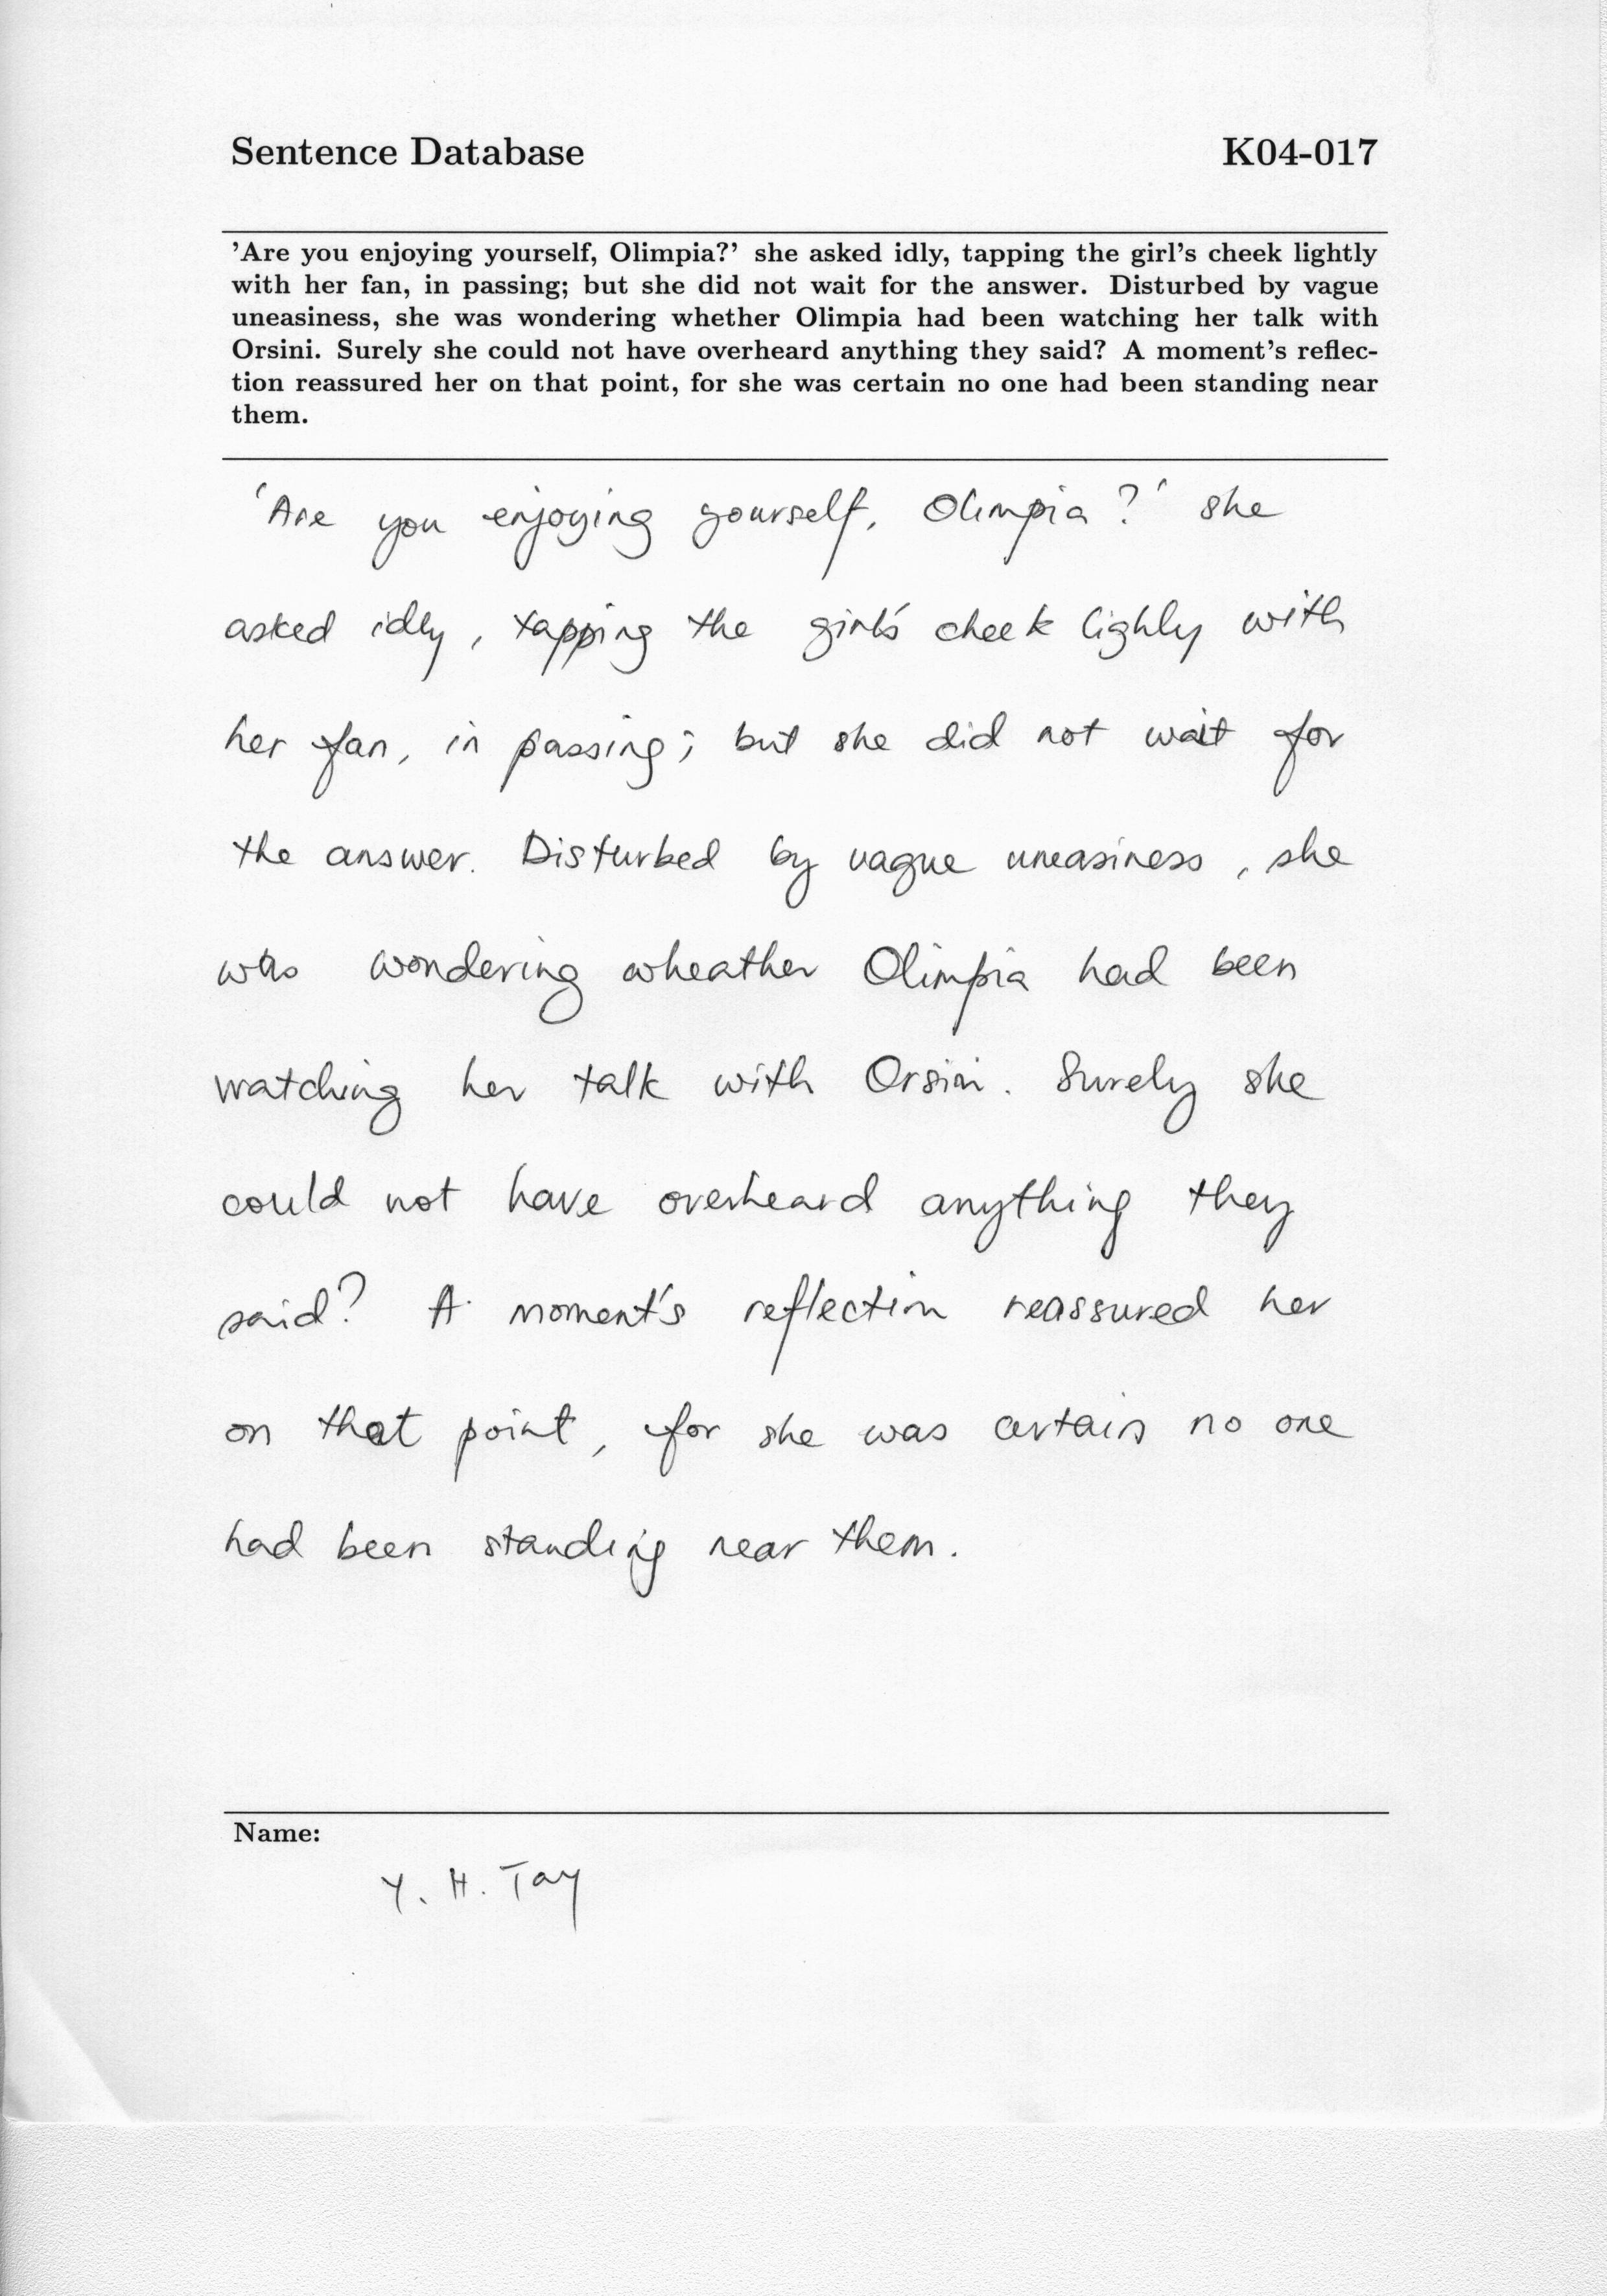 Sentence Database K04-017
'Are you enjoying yourself, Olimpia?' she asked idly, tapping the girl's cheek lightly
with her fan, in passing; but she did not wait for the answer. Disturbed by vague
uneasiness, she was wondering whether Olimpia had been watching her talk with
Orsini. Surely she could not have overheard anything they said? A moment's reflec-
tion reassured her on that point, for she was certain no one had been standing near
them.
'Are you enjoying yourself, Olimpia?' she
asked idly, tapping the girl's cheek lighly with
her fan, in passing; but she did not wait for
the answer. Disturbed by vague uneasiness, she
was wondering wheather Olimpia had been
watching her talk with Orsini. Surely she
could not have overheard anything they
said? A moment's reflection reassured her
on that point, for she was certain no one
had been standing near them.
Name:
Y. H. Tay